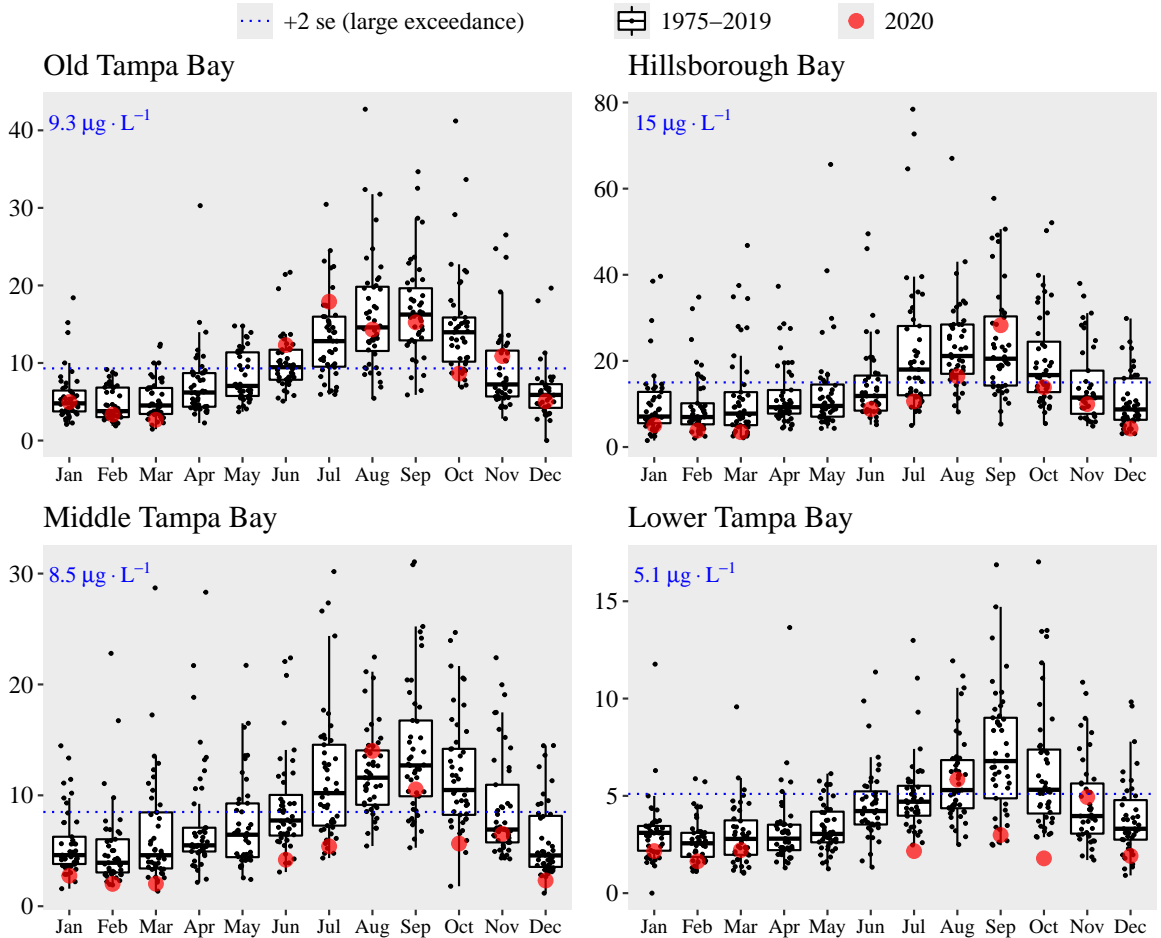 +2 se (large exceedance) 1975−2019 2020
Old Tampa Bay
9.3 μg · L⁻¹
40
30
20
10
0
Jan Feb Mar Apr May Jun Jul Aug Sep Oct Nov Dec
Hillsborough Bay
15 μg · L⁻¹
80
60
40
20
0
Jan Feb Mar Apr May Jun Jul Aug Sep Oct Nov Dec
Middle Tampa Bay
8.5 μg · L⁻¹
30
20
10
0
Jan Feb Mar Apr May Jun Jul Aug Sep Oct Nov Dec
Lower Tampa Bay
5.1 μg · L⁻¹
15
10
5
0
Jan Feb Mar Apr May Jun Jul Aug Sep Oct Nov Dec